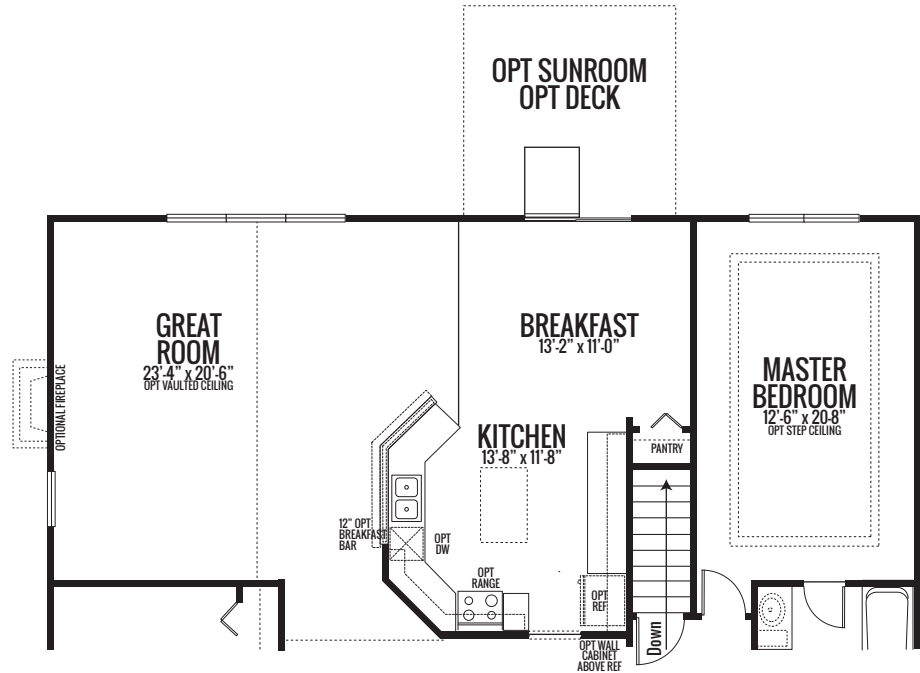 OPT SUNROOM
OPT DECK
GREAT
ROOM
23'-4" x 20'-6"
OPT VAULTED CEILING
OPTIONAL FIREPLACE
BREAKFAST
13'-2" x 11'-0"
MASTER
BEDROOM
12'-6" x 20-8"
OPT STEP CEILING
KITCHEN
13'-8" x 11'-8"
PANTRY
12" OPT
BREAKFAST
BAR
OPT
DW
OPT
RANGE
OPT
REF
Down
OPT WALL
CABINET
ABOVE REF